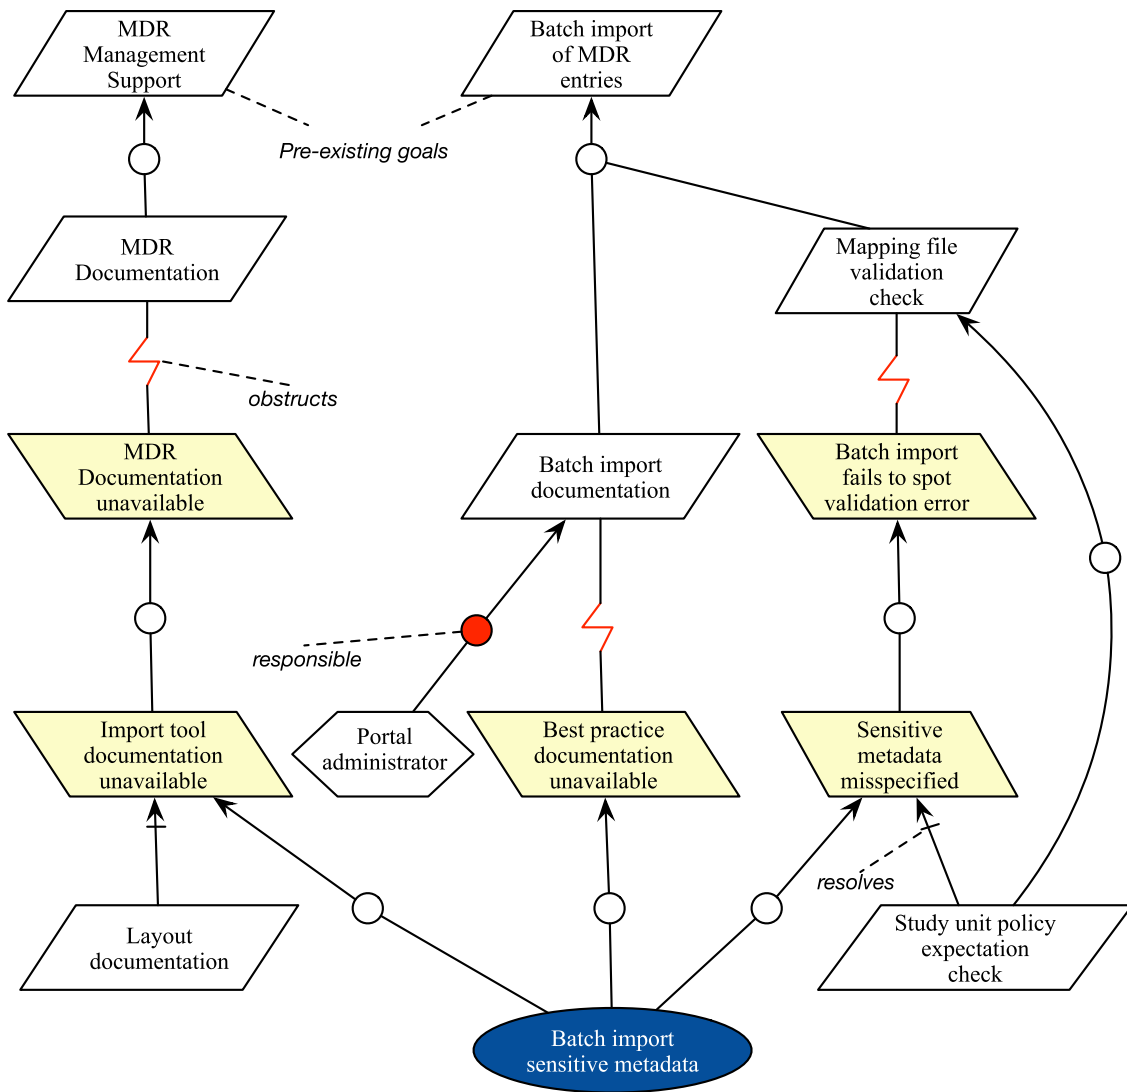 MDR
Management
Support
Batch import
of MDR
entries
Pre-existing goals
MDR
Documentation
Mapping file
validation
check
obstructs
MDR
Documentation
unavailable
Batch import
documentation
Batch import
fails to spot
validation error
responsible
Import tool
documentation
unavailable
Portal
administrator
Best practice
documentation
unavailable
Sensitive
metadata
misspecified
resolves
Layout
documentation
Study unit policy
expectation
check
Batch import
sensitive metadata